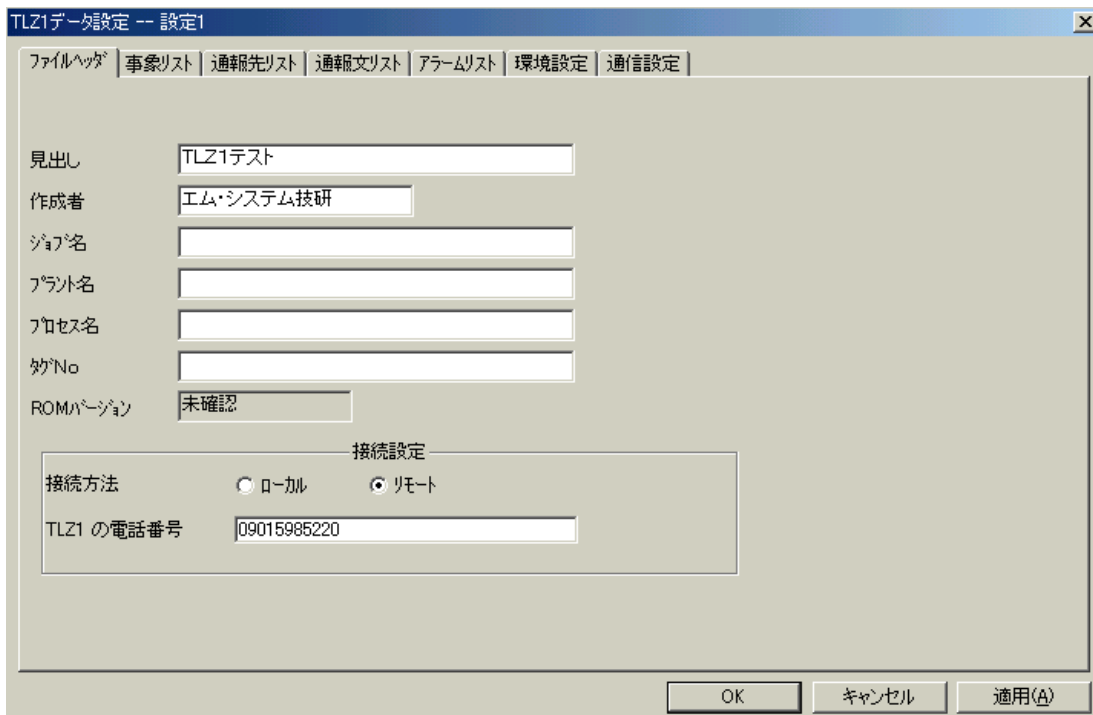 TLZ1データ設定 -- 設定1
ﾌｧｲﾙﾍｯﾀﾞ 事象リスト 通報先リスト 通報文リスト ｱﾗｰﾑリスト 環境設定 通信設定
見出し TLZ1テスト
作成者 エム・システム技研
ｼﾞｮﾌﾞ名
ﾌﾟﾗﾝﾄ名
ﾌﾟﾛｾｽ名
ﾀｸﾞNo
ROMﾊﾞｰｼﾞｮﾝ 未確認
接続設定
接続方法 ﾛｰｶﾙ ﾘﾓｰﾄ
TLZ1 の電話番号 09015985220
OK キャンセル 適用(A)